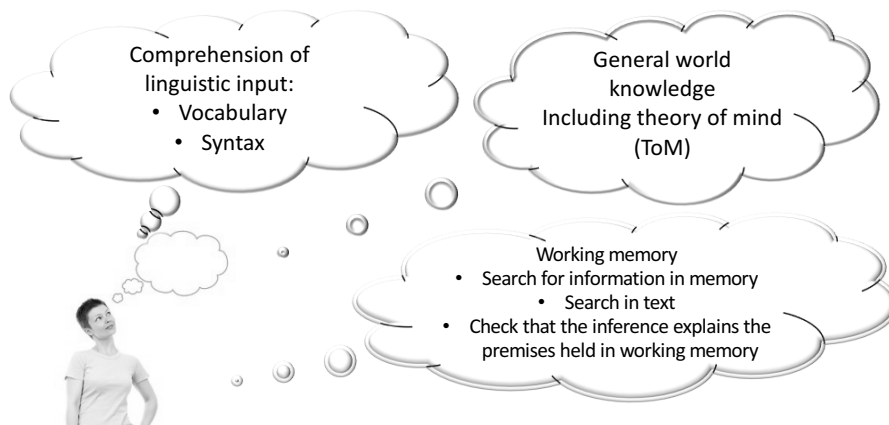 Comprehension of
linguistic input:
• Vocabulary
• Syntax
General world
knowledge
Including theory of mind
(ToM)
Working memory
• Search for information in memory
• Search in text
• Check that the inference explains the
premises held in working memory